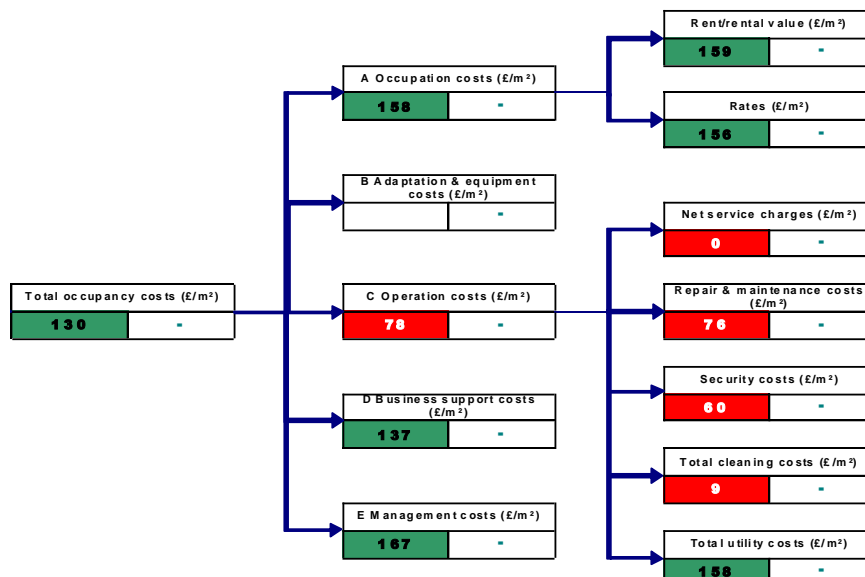 Rent/rental value (£/m²)
159 -
A Occupation costs (£/m²)
158 -
Rates (£/m²)
156 -
B Adaptation & equipment
costs (£/m²)
-
Net service charges (£/m²)
0 -
Total occupancy costs (£/m²)
130 -
C Operation costs (£/m²)
78 -
Repair & maintenance costs
(£/m²)
76 -
Security costs (£/m²)
60 -
D Business support costs
(£/m²)
137 -
Total cleaning costs (£/m²)
9 -
E Management costs (£/m²)
167 -
Total utility costs (£/m²)
158 -